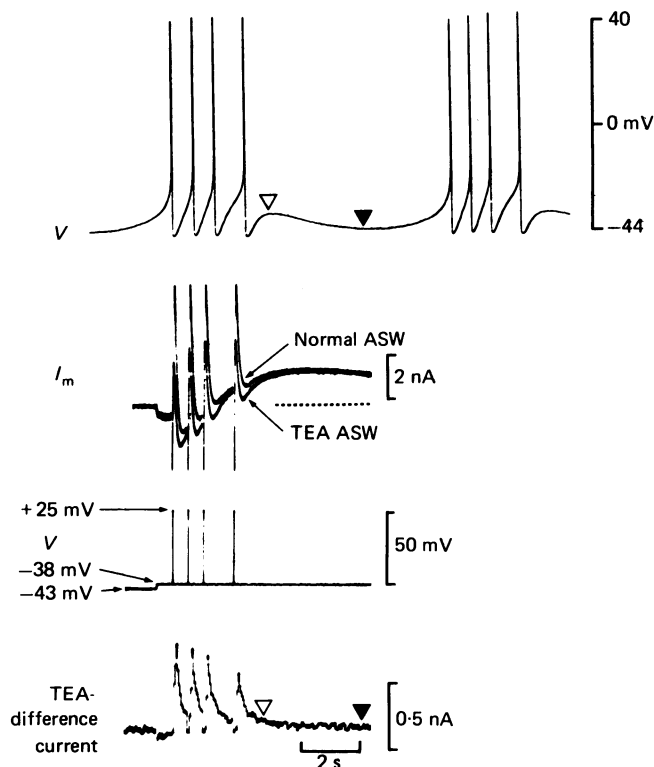 40
0 mV
−44
V
Normal ASW
Im
2 nA
TEA ASW
+25 mV
V
50 mV
−38 mV
−43 mV
TEA-
difference
current
0·5 nA
2 s